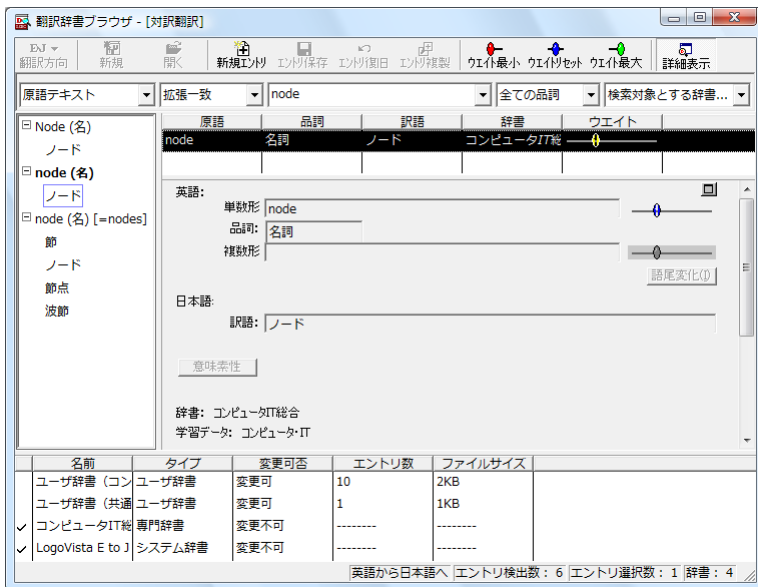 翻訳辞書ブラウザ - [対訳翻訳]
EtoJ 翻訳方向 新規 開く 新規エントリ エントリ保存 エントリ復旧 エントリ複製 ウエイト最小 ウエイトリセット ウエイト最大 詳細表示
原語テキスト 拡張一致 node 全ての品詞 検索対象とする辞書...
Node (名)
ノード
node (名)
ノード
node (名) [=nodes]
節
ノード
節点
波節
原語 品詞 訳語 辞書 ウエイト
node 名詞 ノード コンピュータIT総
英語:
単数形 node
品詞: 名詞
複数形
語尾変化(I)
日本語:
訳語: ノード
意味素性
辞書: コンピュータIT総合
学習データ: コンピュータ・IT
名前 タイプ 変更可否 エントリ数 ファイルサイズ
ユーザ辞書（コン ユーザ辞書 変更可 10 2KB
ユーザ辞書（共通 ユーザ辞書 変更可 1 1KB
コンピュータIT総 専門辞書 変更不可 -------- --------
LogoVista E to J システム辞書 変更不可 -------- --------
英語から日本語へ エントリ検出数: 6 エントリ選択数: 1 辞書: 4